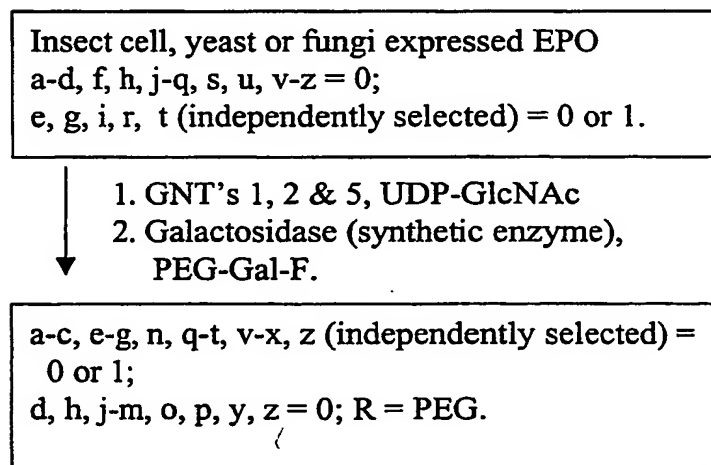 Insect cell, yeast or fungi expressed EPO
a-d, f, h, j-q, s, u, v-z = 0;
e, g, i, r, t (independently selected) = 0 or 1.
1. GNT's 1, 2 & 5, UDP-GlcNAc
2. Galactosidase (synthetic enzyme),
PEG-Gal-F.
a-c, e-g, n, q-t, v-x, z (independently selected) =
0 or 1;
d, h, j-m, o, p, y, z = 0; R = PEG.